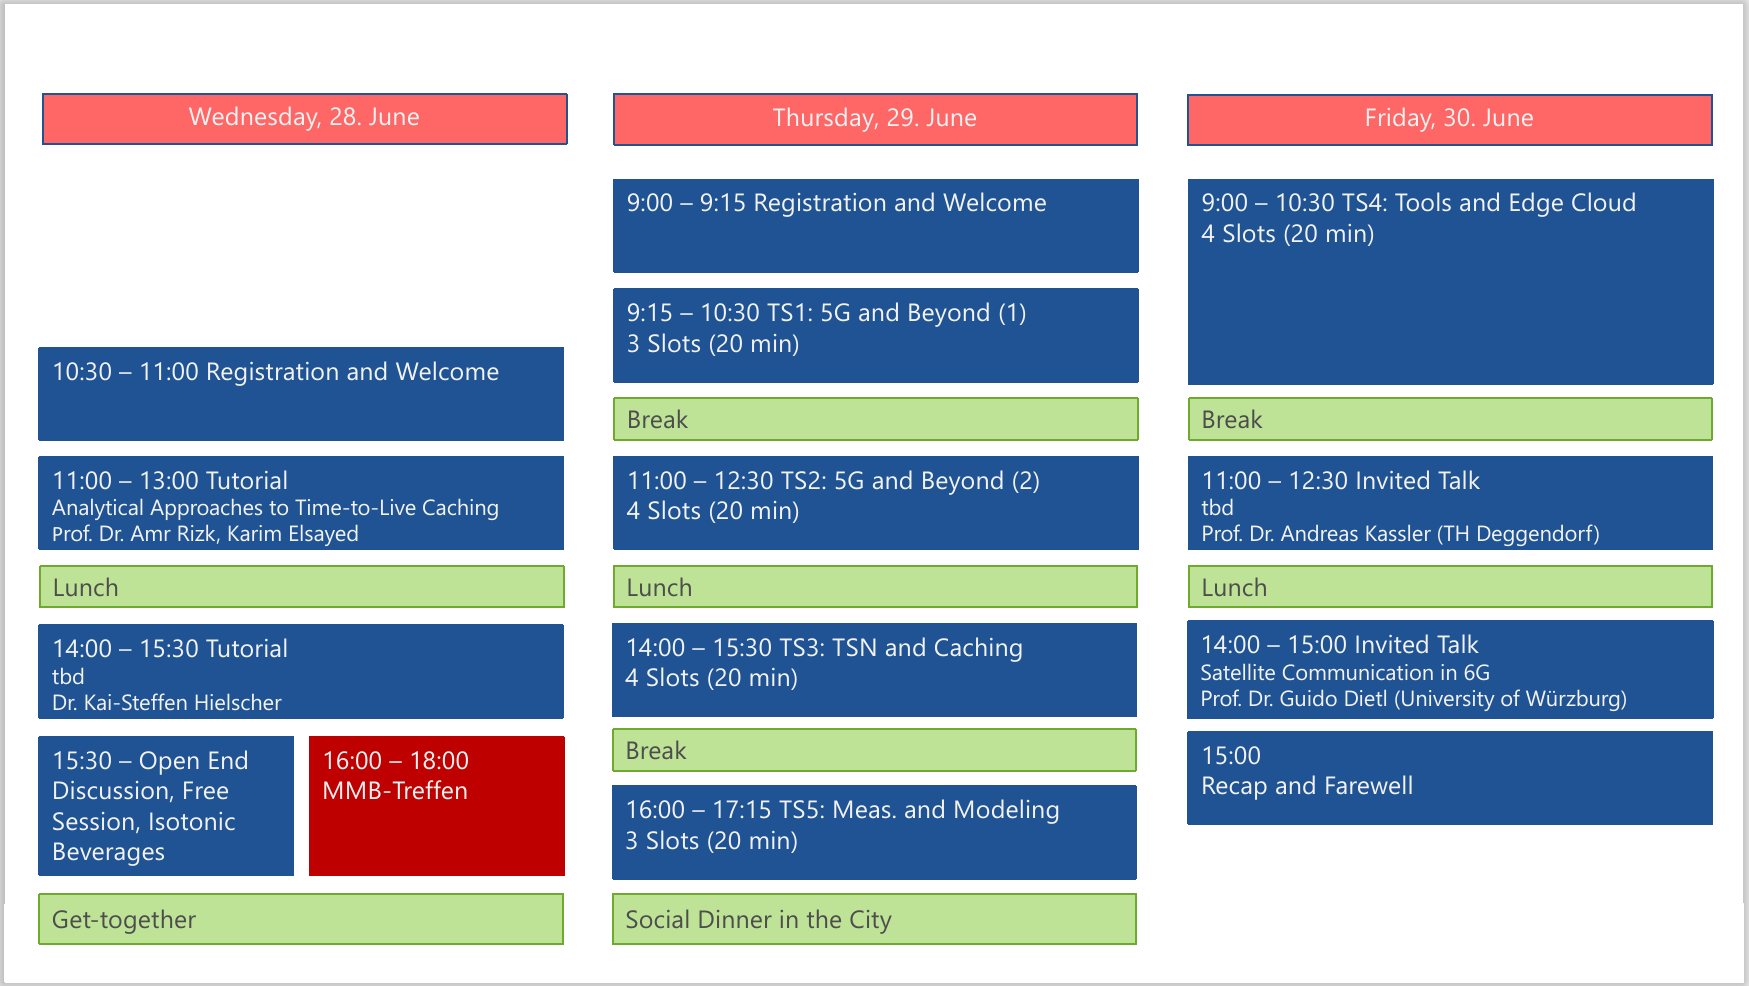 Wednesday, 28. June
10:30 – 11:00 Registration and Welcome
11:00 – 13:00 Tutorial
Analytical Approaches to Time-to-Live Caching
Prof. Dr. Amr Rizk, Karim Elsayed
Lunch
14:00 – 15:30 Tutorial
tbd
Dr. Kai-Steffen Hielscher
15:30 – Open End
Discussion, Free
Session, Isotonic
Beverages
16:00 – 18:00
MMB-Treffen
Get-together
Thursday, 29. June
9:00 – 9:15 Registration and Welcome
9:15 – 10:30 TS1: 5G and Beyond (1)
3 Slots (20 min)
Break
11:00 – 12:30 TS2: 5G and Beyond (2)
4 Slots (20 min)
Lunch
14:00 – 15:30 TS3: TSN and Caching
4 Slots (20 min)
Break
16:00 – 17:15 TS5: Meas. and Modeling
3 Slots (20 min)
Social Dinner in the City
Friday, 30. June
9:00 – 10:30 TS4: Tools and Edge Cloud
4 Slots (20 min)
Break
11:00 – 12:30 Invited Talk
tbd
Prof. Dr. Andreas Kassler (TH Deggendorf)
Lunch
14:00 – 15:00 Invited Talk
Satellite Communication in 6G
Prof. Dr. Guido Dietl (University of Würzburg)
15:00
Recap and Farewell